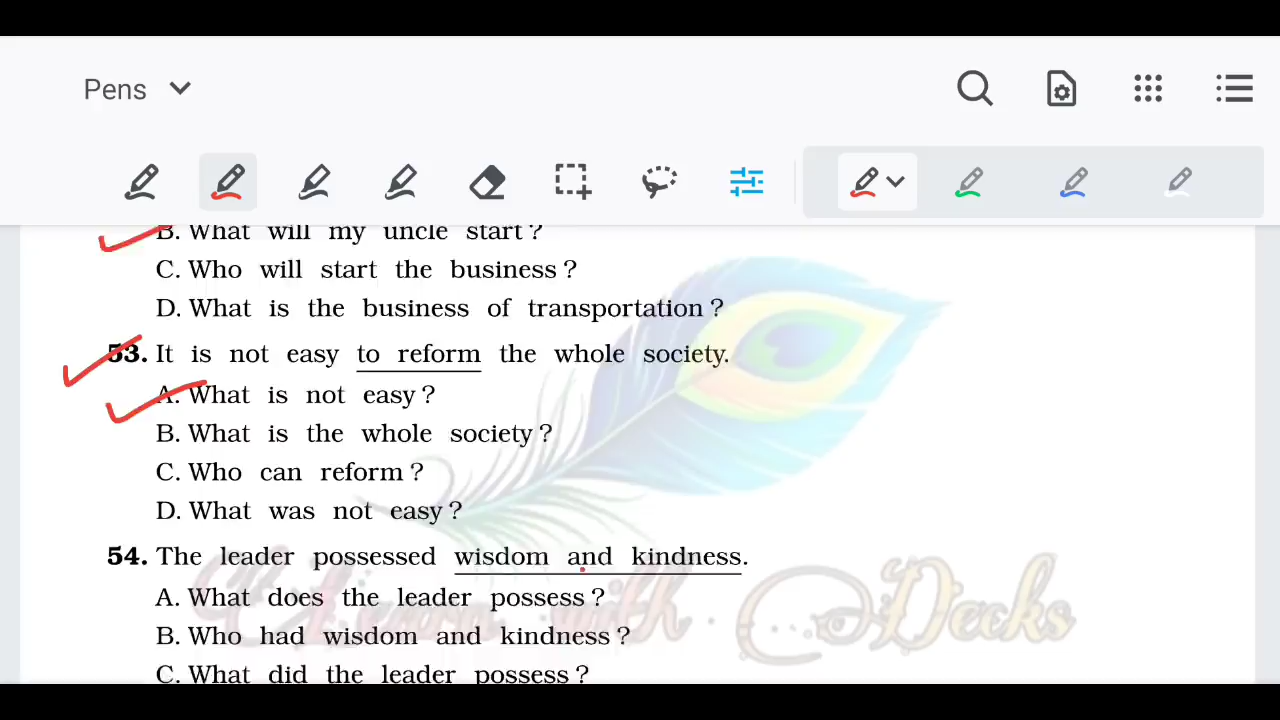 Pens
B. What will my uncle start ?
C. Who will start the business ?
D. What is the business of transportation ?
53. It is not easy to reform the whole society.
A. What is not easy ?
B. What is the whole society ?
C. Who can reform ?
D. What was not easy ?
54. The leader possessed wisdom and kindness.
A. What does the leader possess ?
B. Who had wisdom and kindness ?
C. What did the leader possess ?
Learn with Decks